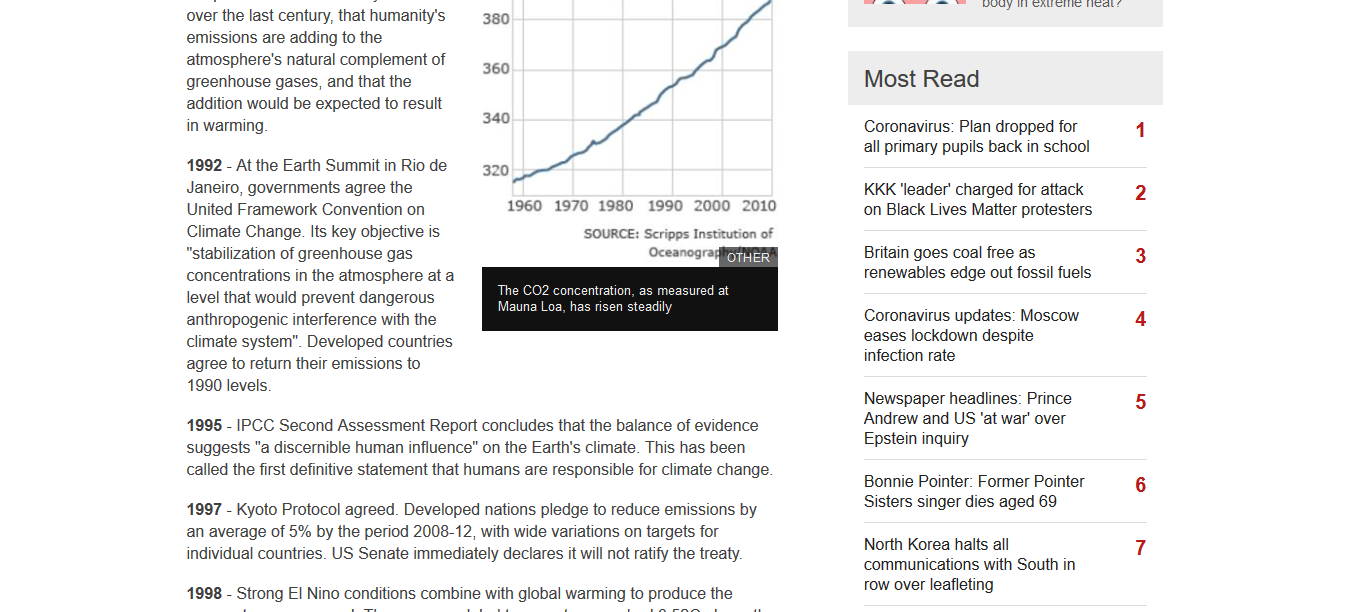 over the last century, that humanity's
emissions are adding to the
atmosphere's natural complement of
greenhouse gases, and that the
addition would be expected to result
in warming.
1992 - At the Earth Summit in Rio de
Janeiro, governments agree the
United Framework Convention on
Climate Change. Its key objective is
"stabilization of greenhouse gas
concentrations in the atmosphere at a
level that would prevent dangerous
anthropogenic interference with the
climate system". Developed countries
agree to return their emissions to
1990 levels.
380
360
340
320
1960 1970 1980 1990 2000 2010
SOURCE: Scripps Institution of
Oceanography/NOAA
OTHER
The CO2 concentration, as measured at
Mauna Loa, has risen steadily
1995 - IPCC Second Assessment Report concludes that the balance of evidence
suggests "a discernible human influence" on the Earth's climate. This has been
called the first definitive statement that humans are responsible for climate change.
1997 - Kyoto Protocol agreed. Developed nations pledge to reduce emissions by
an average of 5% by the period 2008-12, with wide variations on targets for
individual countries. US Senate immediately declares it will not ratify the treaty.
1998 - Strong El Nino conditions combine with global warming to produce the
body in extreme heat?
Most Read
Coronavirus: Plan dropped for 1
all primary pupils back in school
KKK 'leader' charged for attack 2
on Black Lives Matter protesters
Britain goes coal free as 3
renewables edge out fossil fuels
Coronavirus updates: Moscow 4
eases lockdown despite
infection rate
Newspaper headlines: Prince 5
Andrew and US 'at war' over
Epstein inquiry
Bonnie Pointer: Former Pointer 6
Sisters singer dies aged 69
North Korea halts all 7
communications with South in
row over leafleting